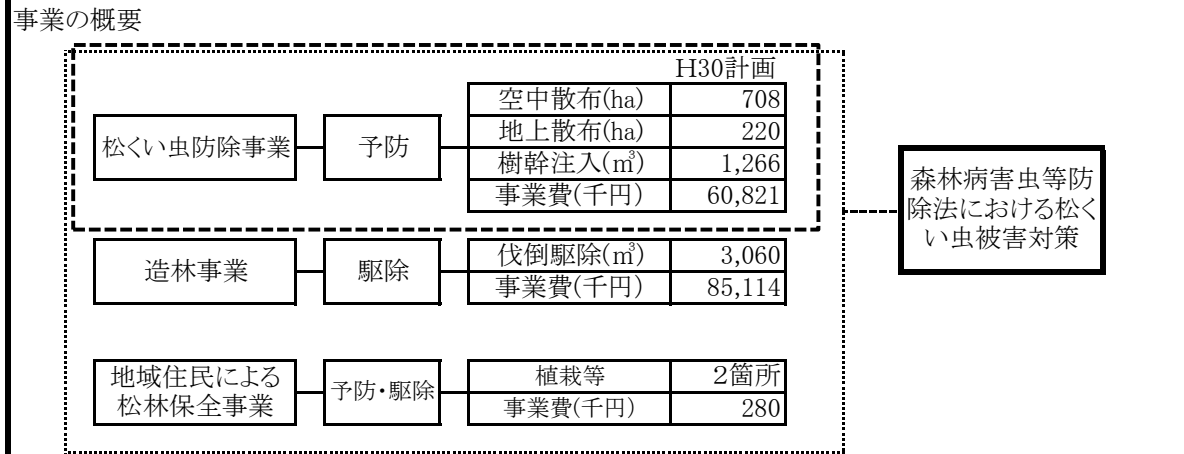 事業の概要
H30計画
空中散布(ha) 708
地上散布(ha) 220
樹幹注入(㎥) 1,266
事業費(千円) 60,821
松くい虫防除事業
予防
造林事業
駆除
伐倒駆除(㎥) 3,060
事業費(千円) 85,114
地域住民による
松林保全事業
予防・駆除
植栽等 2箇所
事業費(千円) 280
森林病害虫等防
除法における松く
い虫被害対策